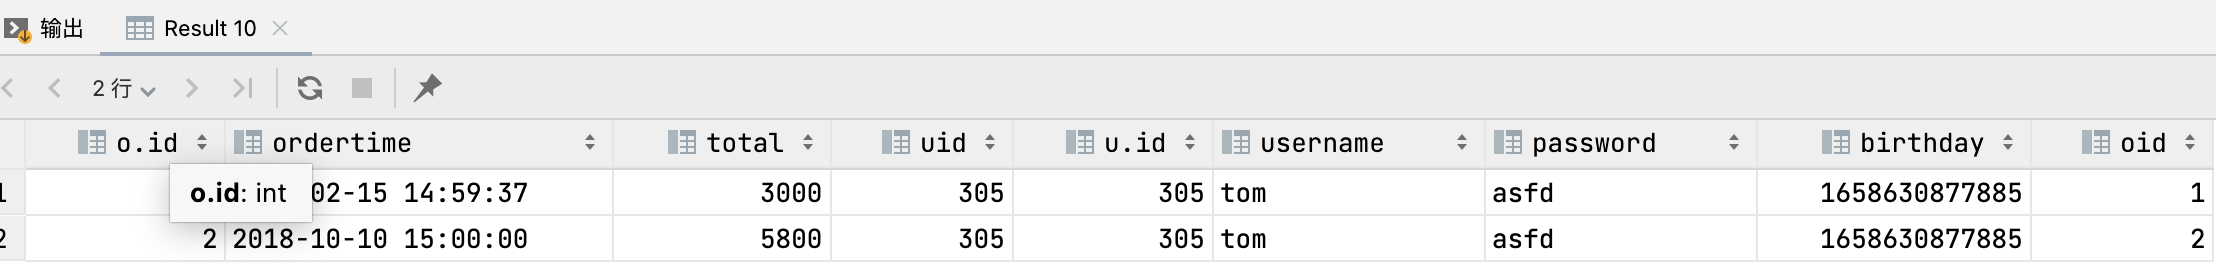 输出 Result 10
2 行
o.id ordertime total uid u.id username password birthday oid
o.id: int
1 02-15 14:59:37 3000 305 305 tom asfd 1658630877885 1
2 2 2018-10-10 15:00:00 5800 305 305 tom asfd 1658630877885 2